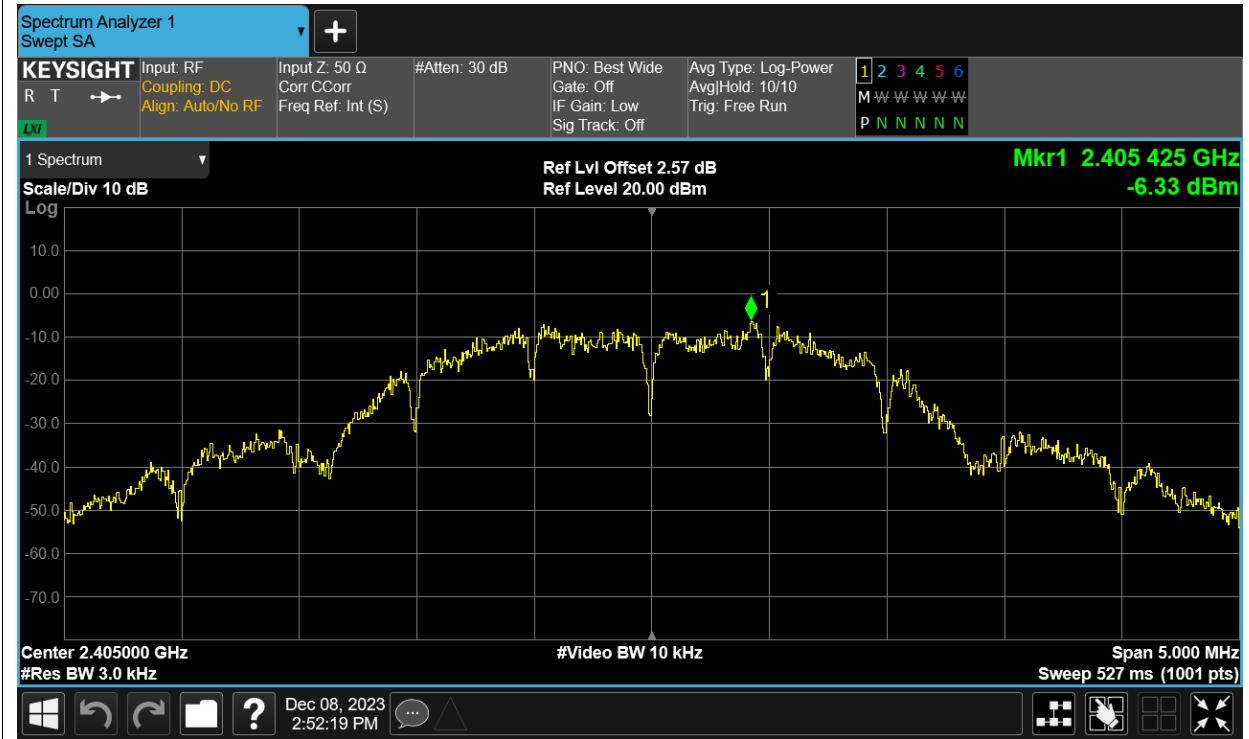 Spectrum Analyzer 1
Swept SA
+
KEYSIGHT
R T
LXI
Input: RF
Coupling: DC
Align: Auto/No RF
Input Z: 50 Ω
Corr CCorr
Freq Ref: Int (S)
#Atten: 30 dB
PNO: Best Wide
Gate: Off
IF Gain: Low
Sig Track: Off
Avg Type: Log-Power
Avg|Hold: 10/10
Trig: Free Run
1 2 3 4 5 6
M W W W W W
P N N N N N
1 Spectrum
Scale/Div 10 dB
Log
Ref Lvl Offset 2.57 dB
Ref Level 20.00 dBm
Mkr1 2.405 425 GHz
-6.33 dBm
10.0
0.00
-10.0
-20.0
-30.0
-40.0
-50.0
-60.0
-70.0
1
Center 2.405000 GHz
#Res BW 3.0 kHz
#Video BW 10 kHz
Span 5.000 MHz
Sweep 527 ms (1001 pts)
?
Dec 08, 2023
2:52:19 PM